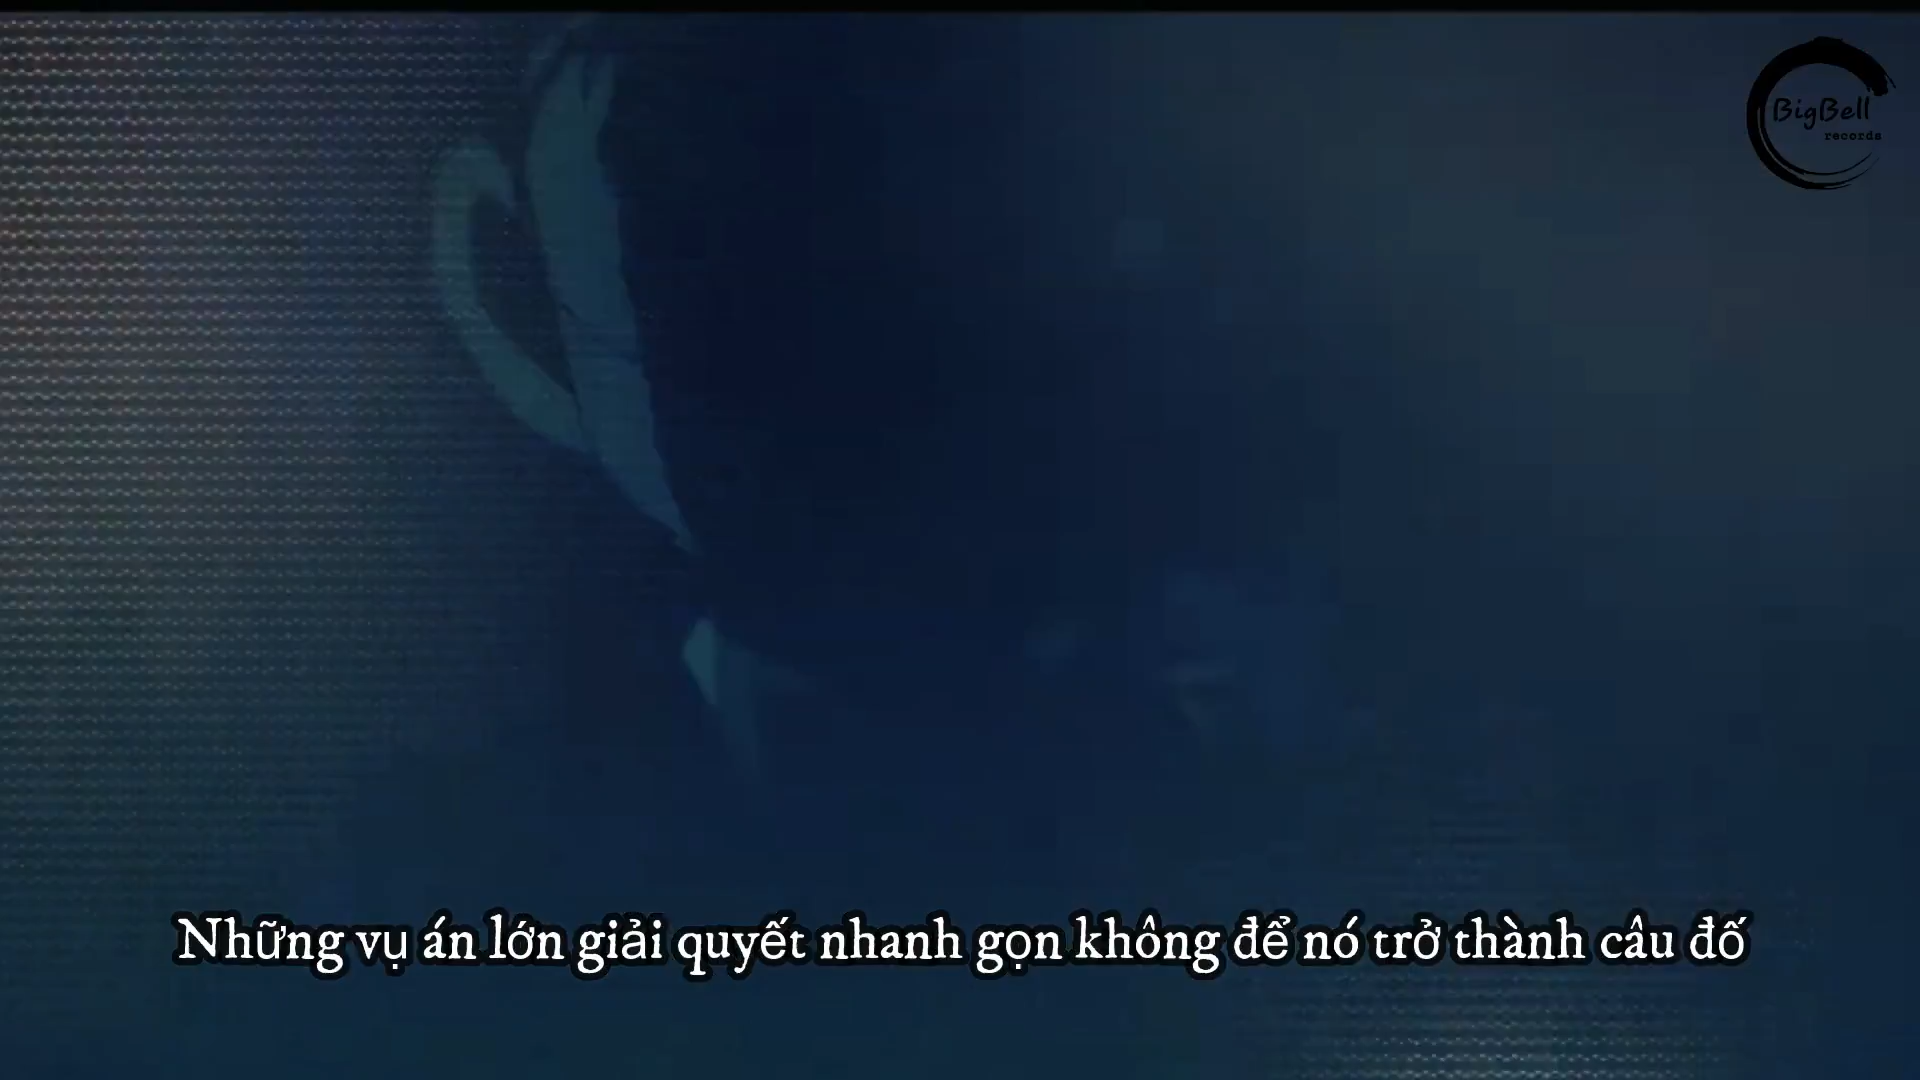 BigBell
records
Những vụ án lớn giải quyết nhanh gọn không để nó trở thành câu đố